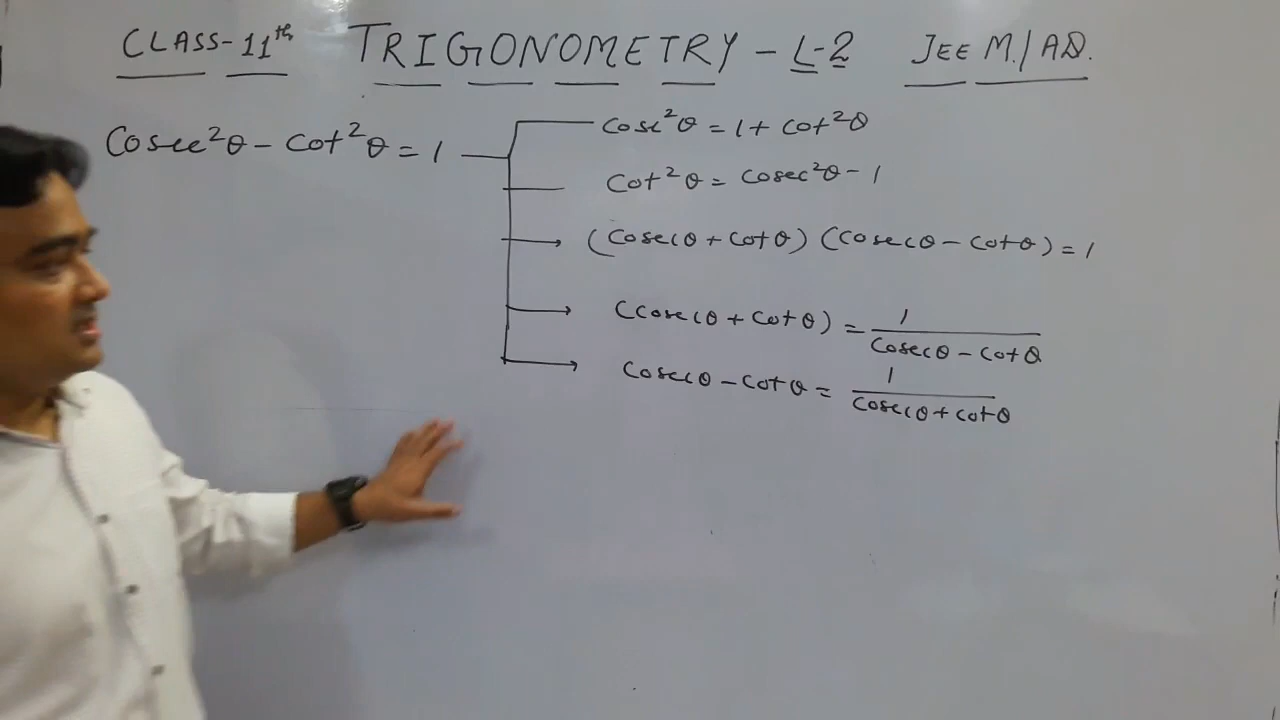 CLASS-11th TRIGONOMETRY - L-2 JEE M./AD.
Cosec²θ - Cot²θ = 1
cosc²θ = 1 + cot²θ
Cot²θ = cosec²θ - 1
(Cosecθ + Cotθ) (Cosecθ - Cotθ) = 1
(Cosecθ + Cotθ) = 1 / Cosecθ - Cotθ
Cosecθ - Cotθ = 1 / Cosecθ + Cotθ